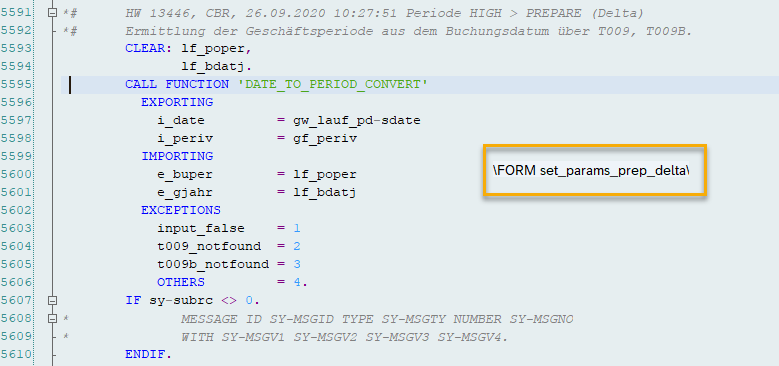 5591 *# HW 13446, CBR, 26.09.2020 10:27:51 Periode HIGH > PREPARE (Delta)
5592 *# Ermittlung der Geschäftsperiode aus dem Buchungsdatum über T009, T009B.
5593 CLEAR: lf_poper,
5594 lf_bdatj.
5595 CALL FUNCTION 'DATE_TO_PERIOD_CONVERT'
5596 EXPORTING
5597 i_date = gw_lauf_pd-sdate
5598 i_periv = gf_periv
5599 IMPORTING
5600 e_buper = lf_poper
5601 e_gjahr = lf_bdatj
5602 EXCEPTIONS
5603 input_false = 1
5604 t009_notfound = 2
5605 t009b_notfound = 3
5606 OTHERS = 4.
5607 IF sy-subrc <> 0.
5608 * MESSAGE ID SY-MSGID TYPE SY-MSGTY NUMBER SY-MSGNO
5609 * WITH SY-MSGV1 SY-MSGV2 SY-MSGV3 SY-MSGV4.
5610 ENDIF.
\FORM set_params_prep_delta\